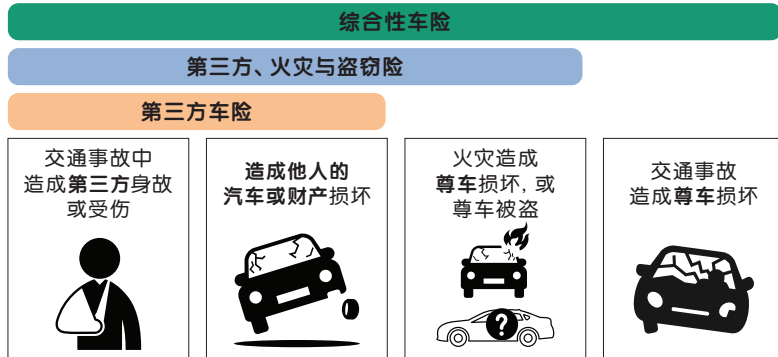 综合性车险
第三方、火灾与盗窃险
第三方车险
交通事故中
造成第三方身故
或受伤
造成他人的
汽车或财产损坏
火灾造成
尊车损坏, 或
尊车被盗
?
交通事故
造成尊车损坏